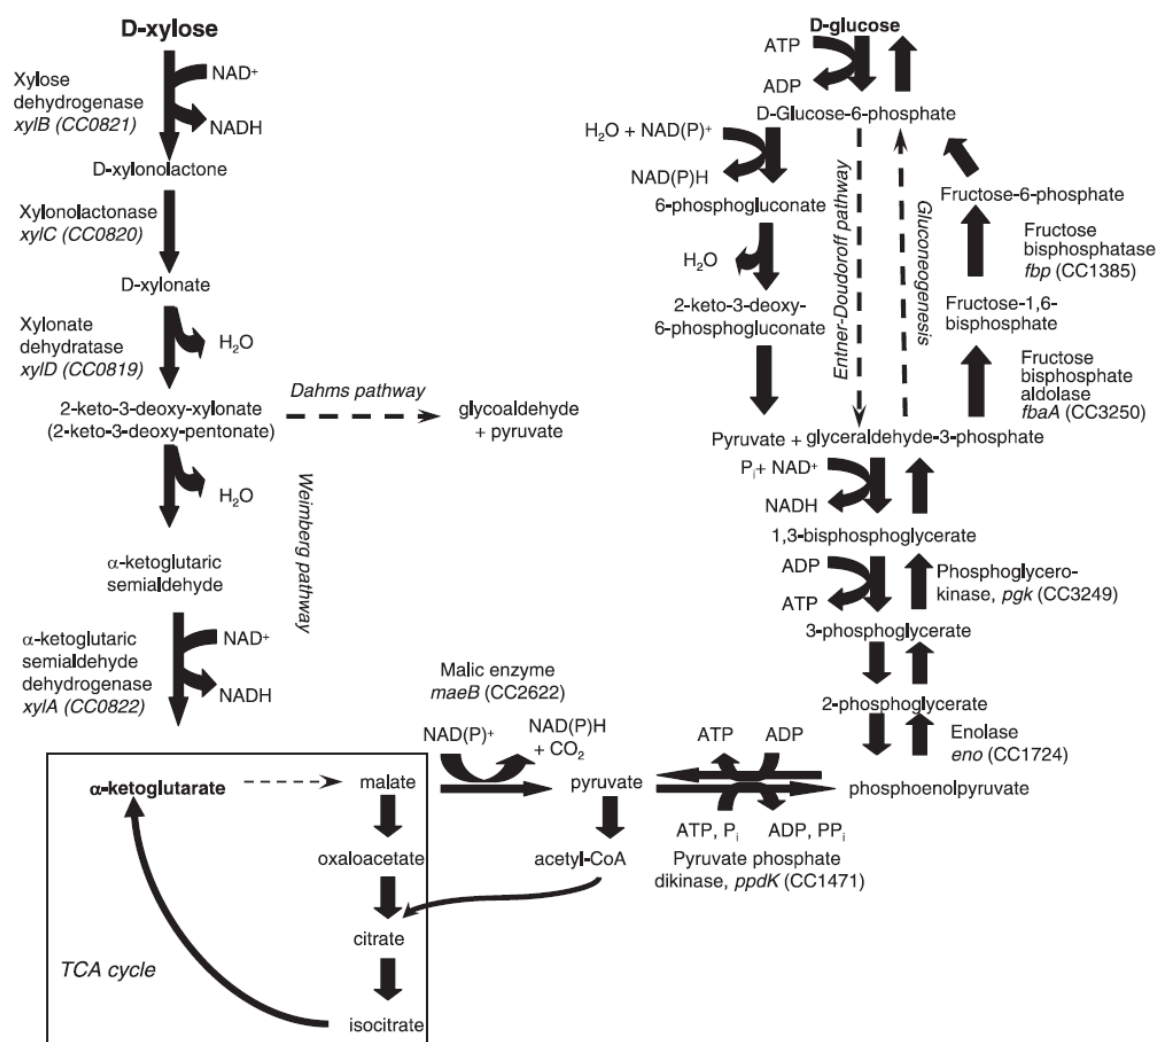 D-xylose
Xylose
dehydrogenase
xylB (CC0821)
NAD⁺
NADH
D-xylonolactone
Xylonolactonase
xylC (CC0820)
D-xylonate
Xylonate
dehydratase
xylD (CC0819)
H₂O
2-keto-3-deoxy-xylonate
(2-keto-3-deoxy-pentonate)
Dahms pathway
glycoaldehyde
+ pyruvate
H₂O
Weimberg pathway
α-ketoglutaric
semialdehyde
α-ketoglutaric
semialdehyde
dehydrogenase
xylA (CC0822)
NAD⁺
NADH
D-glucose
ATP
ADP
D-Glucose-6-phosphate
H₂O + NAD(P)⁺
NAD(P)H
6-phosphogluconate
H₂O
2-keto-3-deoxy-
6-phosphogluconate
Entner-Doudoroff pathway
Gluconeogenesis
Fructose-6-phosphate
Fructose
bisphosphatase
fbp (CC1385)
Fructose-1,6-
bisphosphate
Fructose
bisphosphate
aldolase
fbaA (CC3250)
Pyruvate + glyceraldehyde-3-phosphate
Pᵢ+ NAD⁺
NADH
1,3-bisphosphoglycerate
ADP
ATP
Phosphoglycero-
kinase, pgk (CC3249)
3-phosphoglycerate
2-phosphoglycerate
Enolase
eno (CC1724)
Malic enzyme
maeB (CC2622)
NAD(P)⁺
NAD(P)H
+ CO₂
ATP
ADP
α-ketoglutarate
malate
pyruvate
phosphoenolpyruvate
ATP, Pᵢ
ADP, PPᵢ
Pyruvate phosphate
dikinase, ppdK (CC1471)
oxaloacetate
acetyl-CoA
citrate
TCA cycle
isocitrate